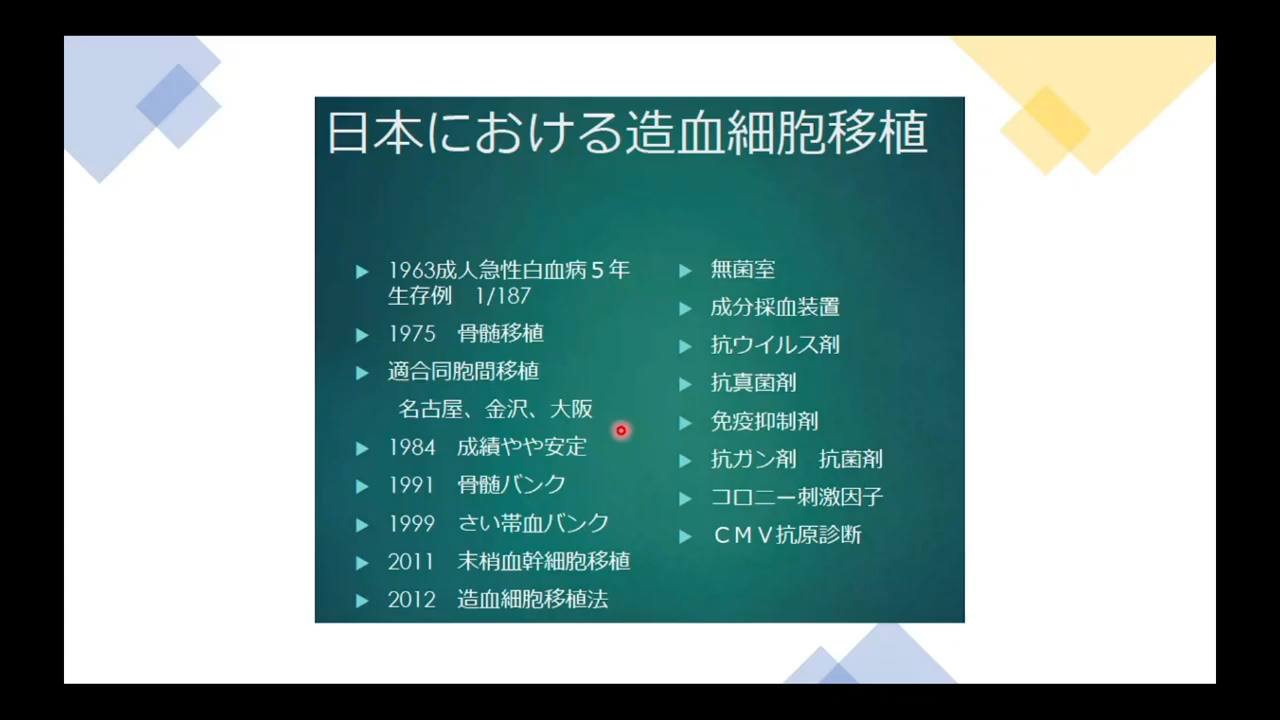 日本における造血細胞移植
1963成人急性白血病５年
生存例　1/187
1975　骨髄移植
適合同胞間移植
名古屋、金沢、大阪
1984　成績やや安定
1991　骨髄バンク
1999　さい帯血バンク
2011　末梢血幹細胞移植
2012　造血細胞移植法
無菌室
成分採血装置
抗ウイルス剤
抗真菌剤
免疫抑制剤
抗ガン剤　抗菌剤
コロニー刺激因子
ＣＭＶ抗原診断